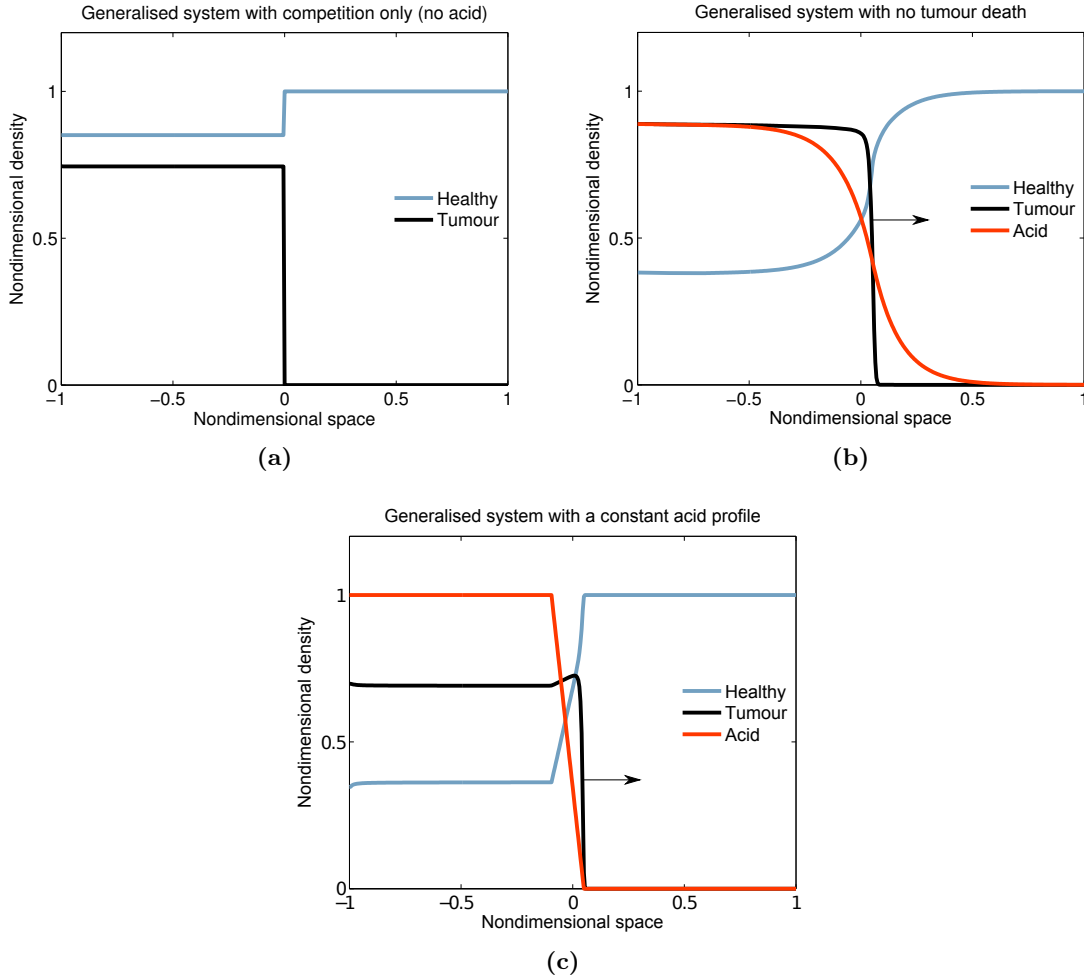 Generalised system with competition only (no acid)
Nondimensional density
1
0.5
0
−1
−0.5
0
0.5
1
Nondimensional space
Healthy
Tumour
(a)
Generalised system with no tumour death
Nondimensional density
1
0.5
0
−1
−0.5
0
0.5
1
Nondimensional space
Healthy
Tumour
Acid
(b)
Generalised system with a constant acid profile
Nondimensional density
1
0.5
0
−1
−0.5
0
0.5
1
Nondimensional space
Healthy
Tumour
Acid
(c)